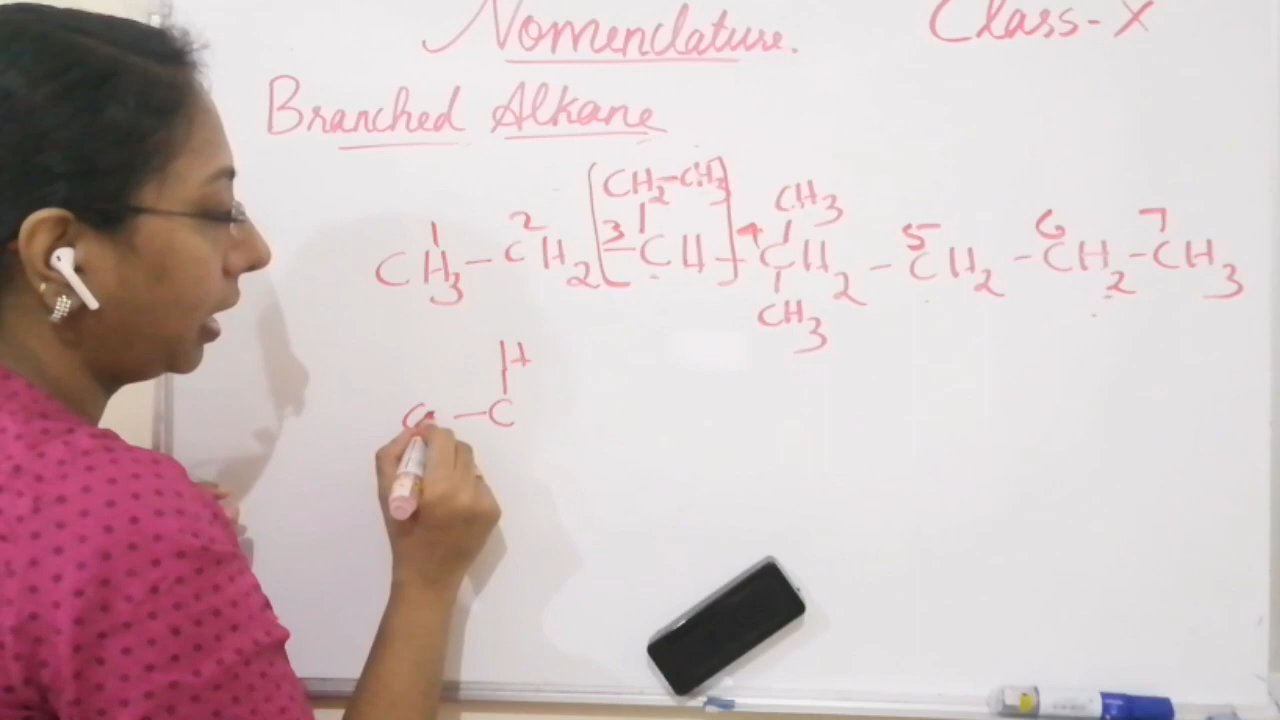 Nomenclature. Class-X
Branched Alkane
CH2-CH3 CH3
1 2 3 4 5 6 7
CH3-CH2-CH-CH2-CH2-CH2-CH3
CH3
H
C-C